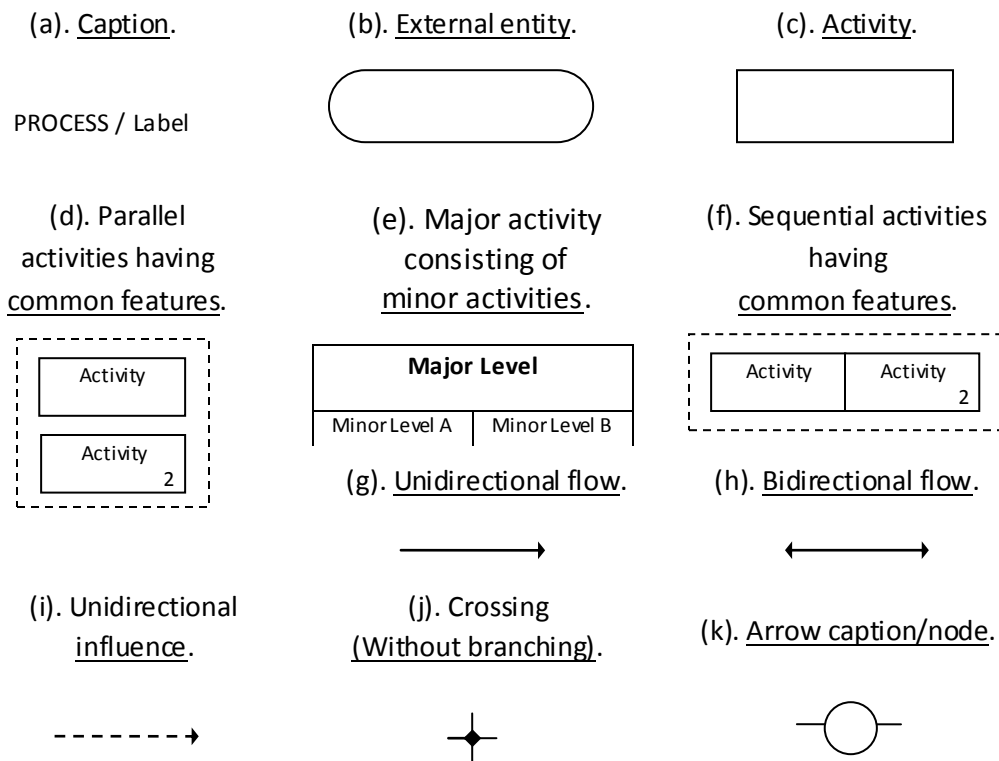 (a). Caption.
(b). External entity.
(c). Activity.
PROCESS / Label
(d). Parallel
activities having
common features.
(e). Major activity
consisting of
minor activities.
(f). Sequential activities
having
common features.
Activity
Activity
2
Major Level
Minor Level A
Minor Level B
Activity
Activity
2
(g). Unidirectional flow.
(h). Bidirectional flow.
(i). Unidirectional
influence.
(j). Crossing
(Without branching).
(k). Arrow caption/node.